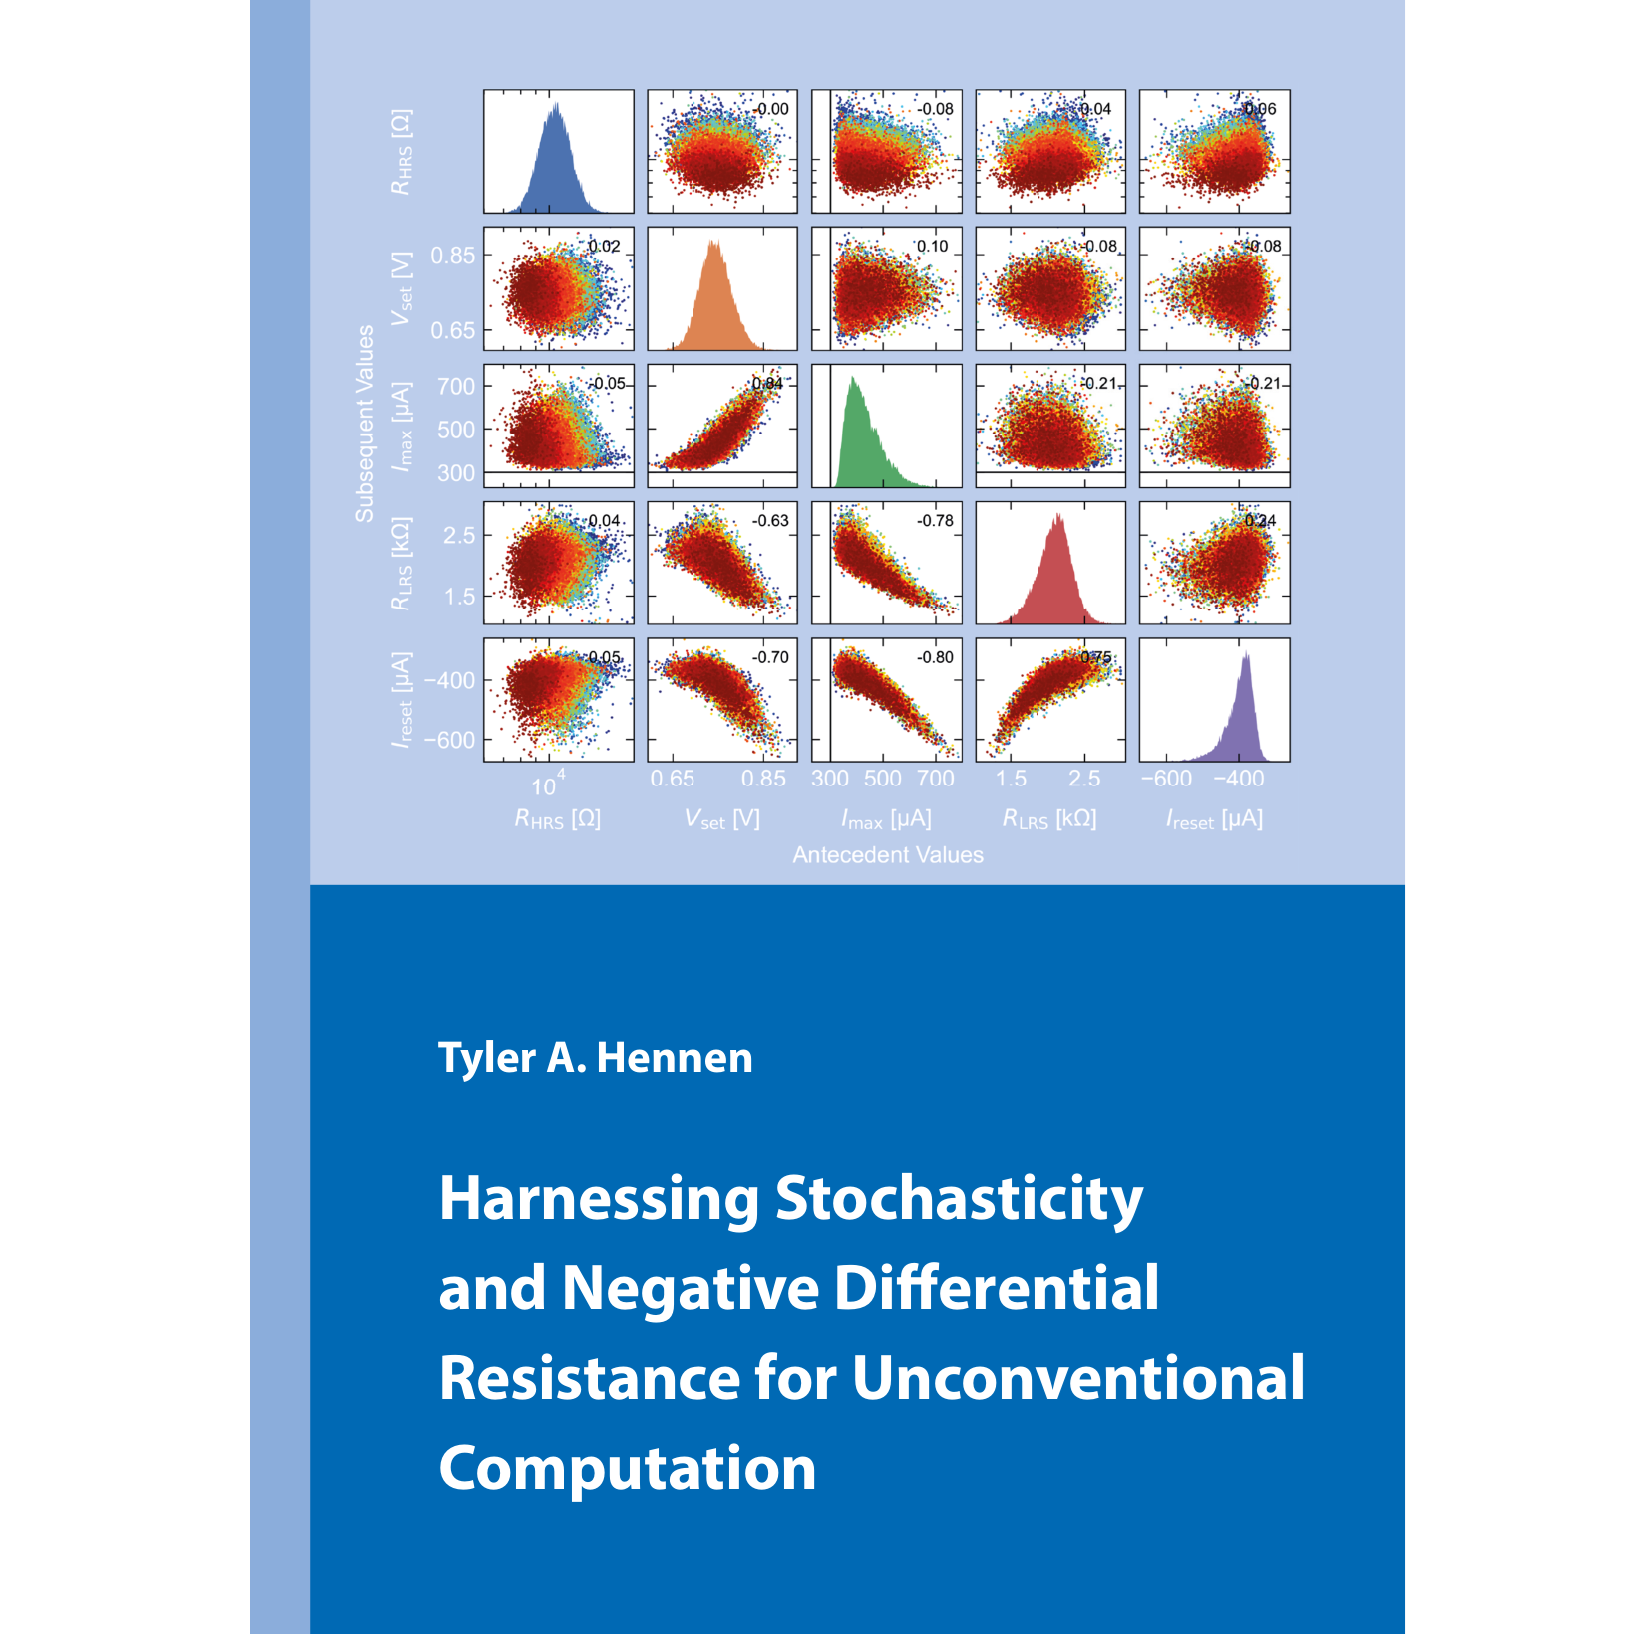 R_HRS [Ω]
-0.00
-0.08
0.04
0.06
V_set [V]
0.85
0.65
0.02
0.10
-0.08
-0.08
Subsequent Values
I_max [μA]
700
500
300
-0.05
0.84
-0.21
-0.21
R_LRS [kΩ]
2.5
1.5
0.04
-0.63
-0.78
0.24
I_reset [μA]
−400
−600
-0.70
-0.80
0.75
10^4
0.65 0.85
300 500 700
1.5 2.5
−600 −400
R_HRS [Ω] V_set [V] I_max [μA] R_LRS [kΩ] I_reset [μA]
Antecedent Values
Tyler A. Hennen
Harnessing Stochasticity
and Negative Differential
Resistance for Unconventional
Computation